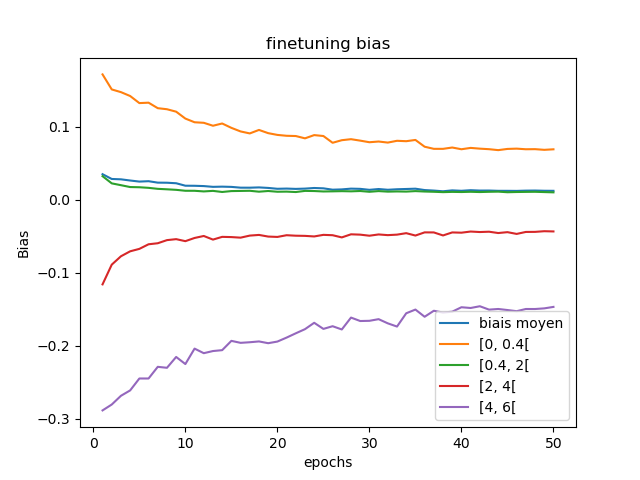 finetuning bias
Bias
0.1
0.0
−0.1
−0.2
−0.3
biais moyen
[0, 0.4[
[0.4, 2[
[2, 4[
[4, 6[
0 10 20 30 40 50
epochs